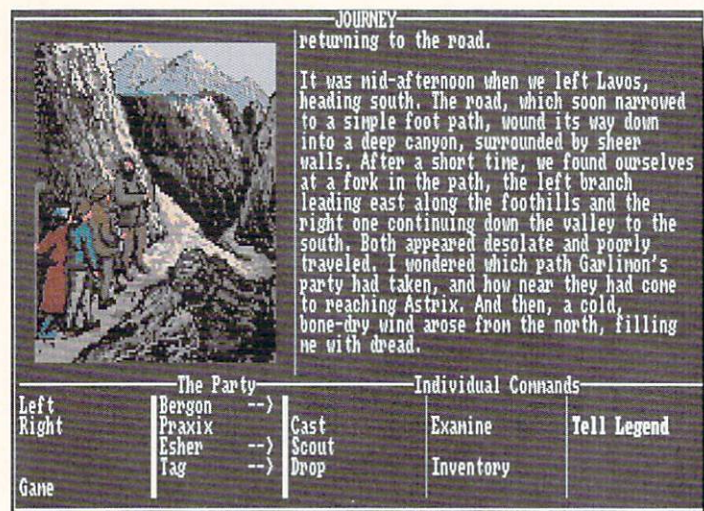 JOURNEY
returning to the road.
It was mid-afternoon when we left Lavos,
heading south. The road, which soon narrowed
to a simple foot path, wound its way down
into a deep canyon, surrounded by sheer
walls. After a short time, we found ourselves
at a fork in the path, the left branch
leading east along the foothills and the
right one continuing down the valley to the
south. Both appeared desolate and poorly
traveled. I wondered which path Garlimon's
party had taken, and how near they had come
to reaching Astrix. And then, a cold,
bone-dry wind arose from the north, filling
me with dread.
The Party Individual Commands
Left Bergon -->
Right Praxix Cast Examine Tell Legend
Esher --> Scout
Tag --> Drop Inventory
Game